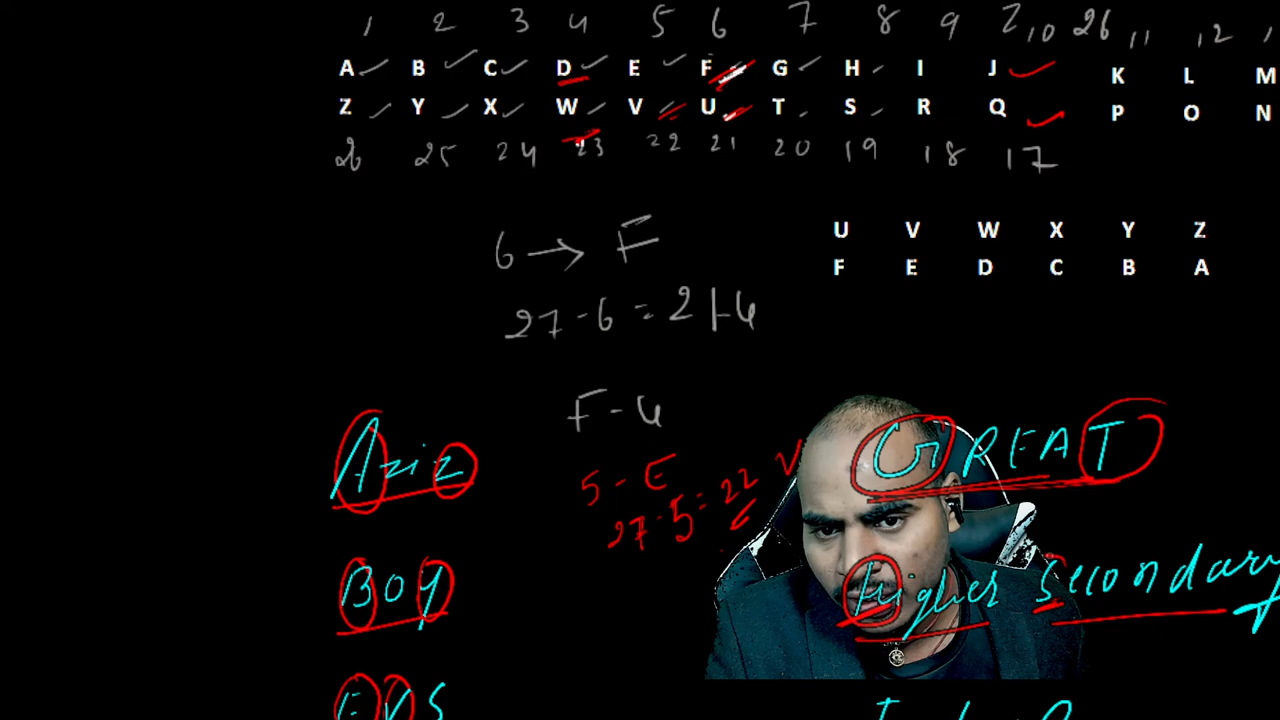 1 2 3 4 5 6 7 8 9 10 26 11 12
A B C D E F G H I J K L M
Z Y X W V U T S R Q P O N
26 25 24 23 22 21 20 19 18 17
6 → F
U V W X Y Z
F E D C B A
27 - 6 = 21 - U
F - U
Aziz
GREAT
5 - E
27 - 5 = 22 V
Boy
Higher Secondary